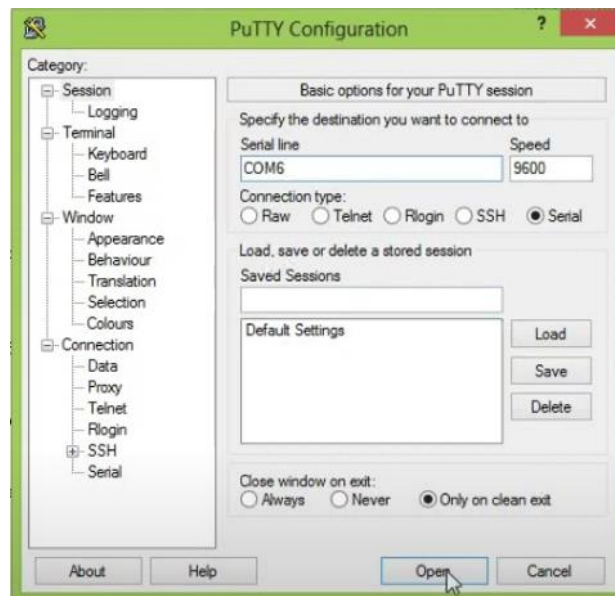 PuTTY Configuration
?
x
Category:
Session
Logging
Terminal
Keyboard
Bell
Features
Window
Appearance
Behaviour
Translation
Selection
Colours
Connection
Data
Proxy
Telnet
Rlogin
SSH
Serial
Basic options for your PuTTY session
Specify the destination you want to connect to
Serial line Speed
COM6 9600
Connection type:
Raw Telnet Rlogin SSH Serial
Load, save or delete a stored session
Saved Sessions
Default Settings
Load
Save
Delete
Close window on exit:
Always Never Only on clean exit
About Help Open Cancel